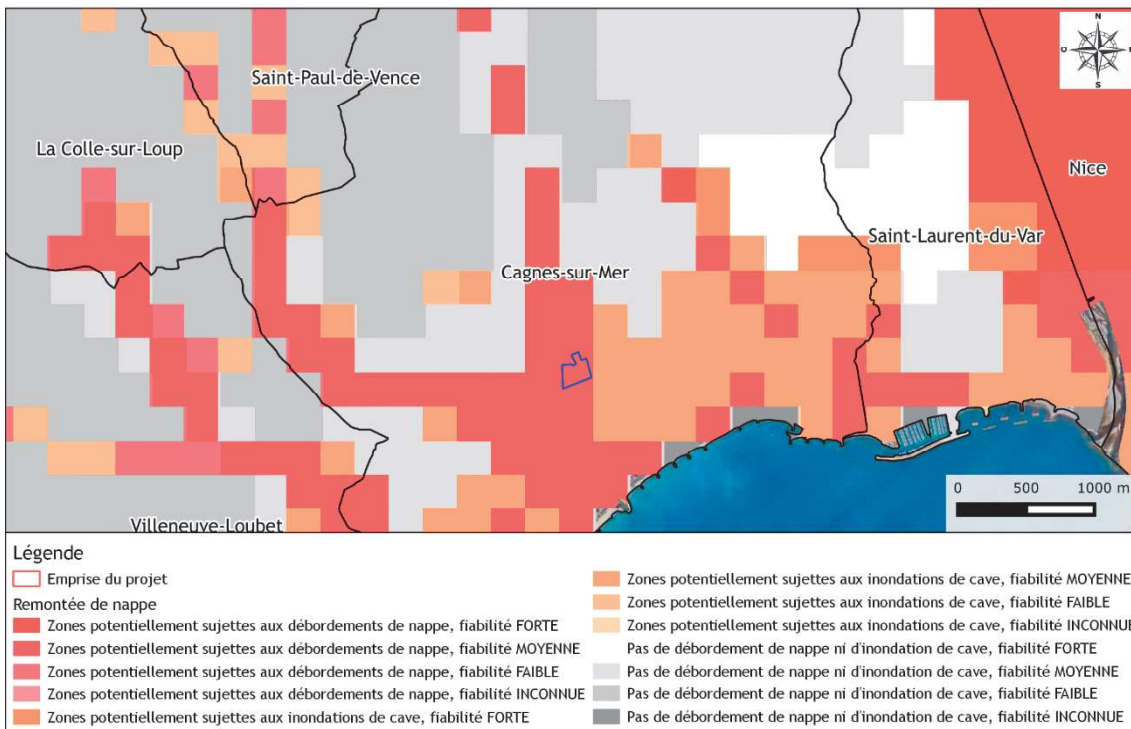 N
O
S
Saint-Paul-de-Vence
La Colle-sur-Loup
Nice
Saint-Laurent-du-Var
Cagnes-sur-Mer
0 500 1000 m
Villeneuve-Loubet
Légende
Emprise du projet
Remontée de nappe
Zones potentiellement sujettes aux débordements de nappe, fiabilité FORTE
Zones potentiellement sujettes aux débordements de nappe, fiabilité MOYENNE
Zones potentiellement sujettes aux débordements de nappe, fiabilité FAIBLE
Zones potentiellement sujettes aux débordements de nappe, fiabilité INCONNUE
Zones potentiellement sujettes aux inondations de cave, fiabilité FORTE
Zones potentiellement sujettes aux inondations de cave, fiabilité MOYENNE
Zones potentiellement sujettes aux inondations de cave, fiabilité FAIBLE
Zones potentiellement sujettes aux inondations de cave, fiabilité INCONNUE
Pas de débordement de nappe ni d'inondation de cave, fiabilité FORTE
Pas de débordement de nappe ni d'inondation de cave, fiabilité MOYENNE
Pas de débordement de nappe ni d'inondation de cave, fiabilité FAIBLE
Pas de débordement de nappe ni d'inondation de cave, fiabilité INCONNUE